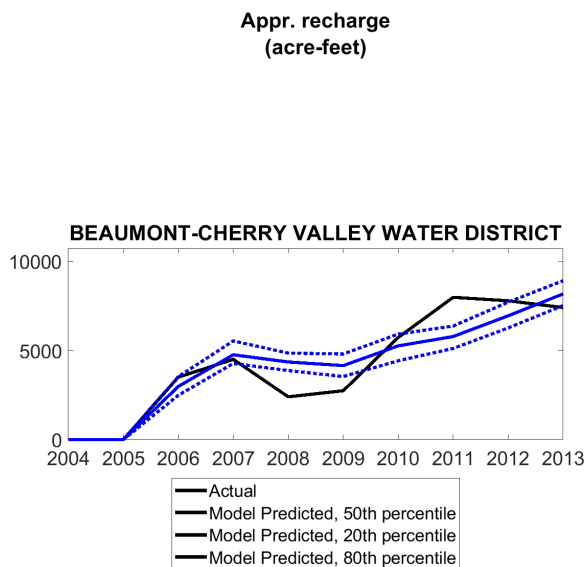 Appr. recharge
(acre-feet)
BEAUMONT-CHERRY VALLEY WATER DISTRICT
10000
5000
0
2004 2005 2006 2007 2008 2009 2010 2011 2012 2013
Actual
Model Predicted, 50th percentile
Model Predicted, 20th percentile
Model Predicted, 80th percentile